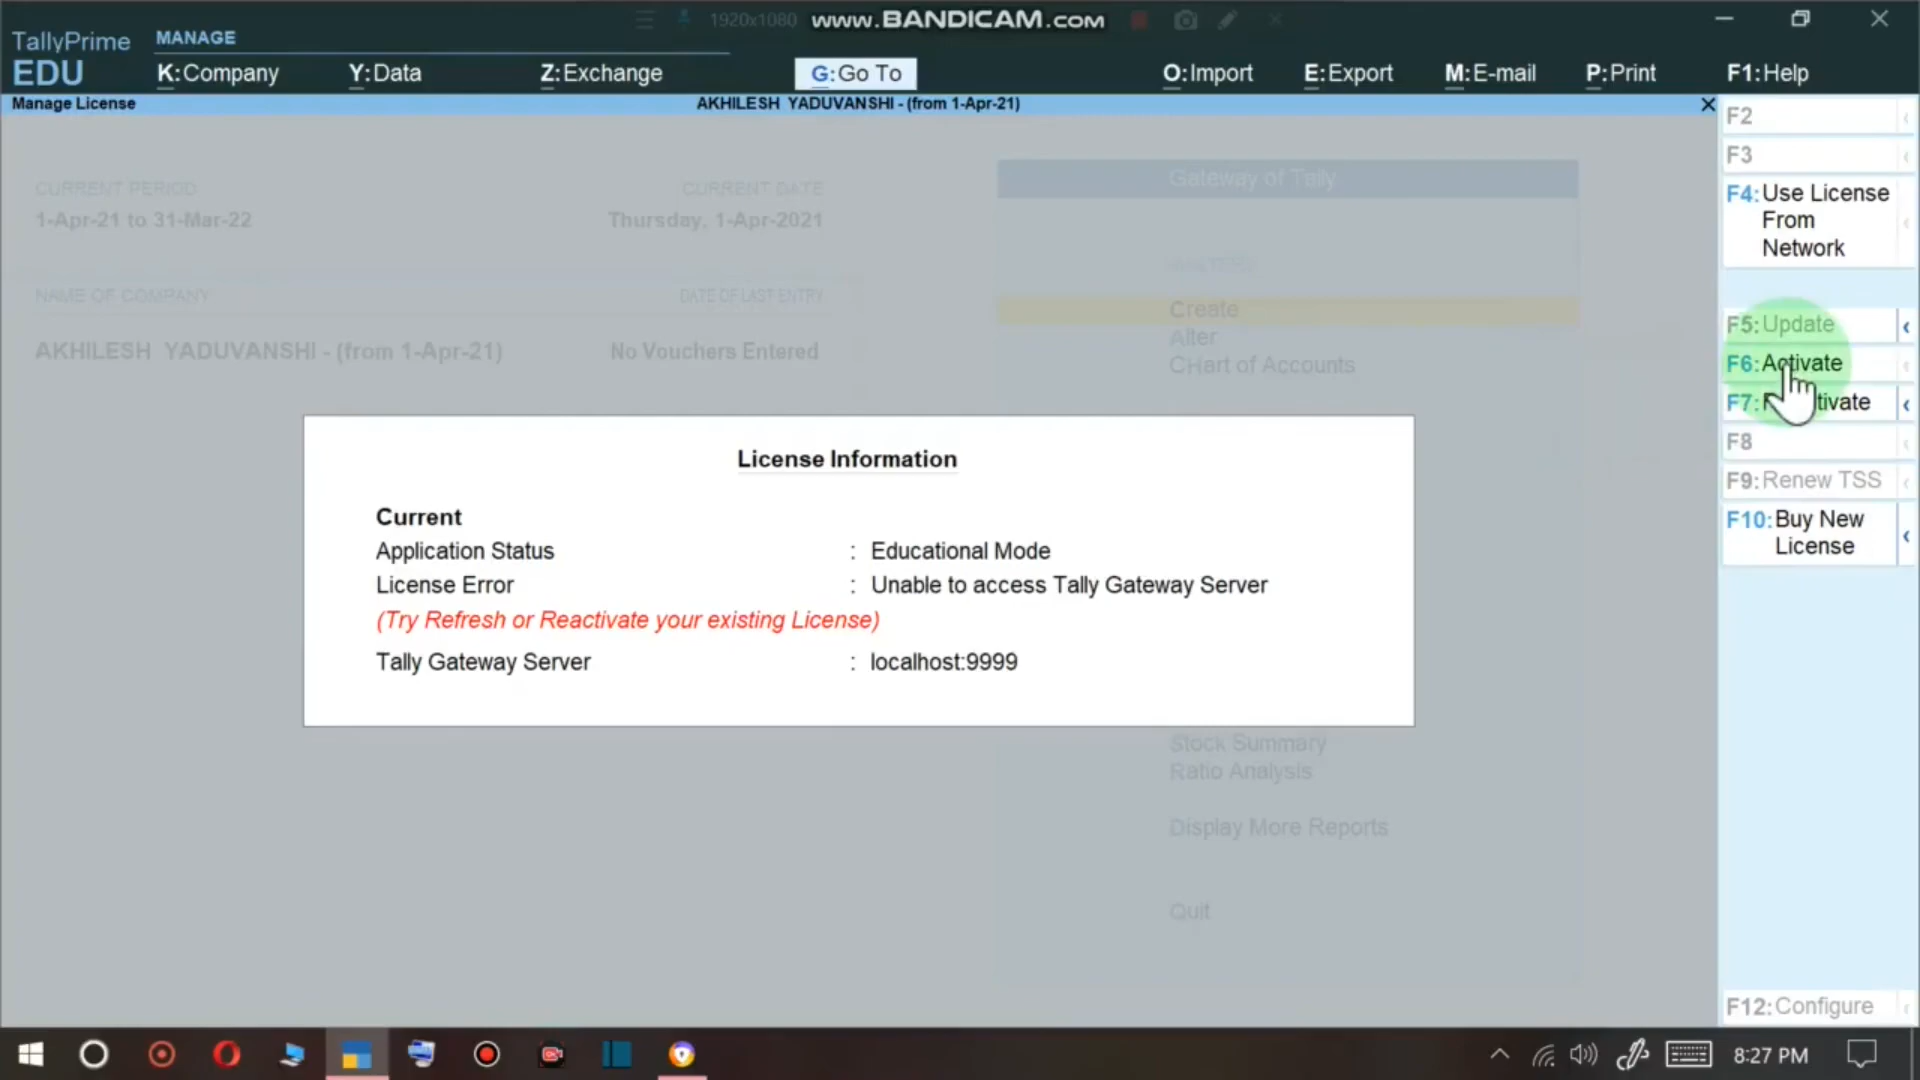 1920x1080
www.BANDICAM.com
TallyPrime
EDU
MANAGE
K:Company
Y:Data
Z:Exchange
G:Go To
O:Import
E:Export
M:E-mail
P:Print
F1:Help
Manage License
AKHILESH YADUVANSHI - (from 1-Apr-21)
CURRENT PERIOD
CURRENT DATE
1-Apr-21 to 31-Mar-22
Thursday, 1-Apr-2021
NAME OF COMPANY
DATE OF LAST ENTRY
AKHILESH YADUVANSHI - (from 1-Apr-21)
No Vouchers Entered
Gateway of Tally
MASTERS
Create
Alter
CHart of Accounts
License Information
Current
Application Status : Educational Mode
License Error : Unable to access Tally Gateway Server
(Try Refresh or Reactivate your existing License)
Tally Gateway Server : localhost:9999
Stock Summary
Ratio Analysis
Display More Reports
Quit
F2
F3
F4:Use License
From
Network
F5:Update
F6:Activate
F7:
F8
F9:Renew TSS
F10:Buy New
License
F12:Configure
8:27 PM